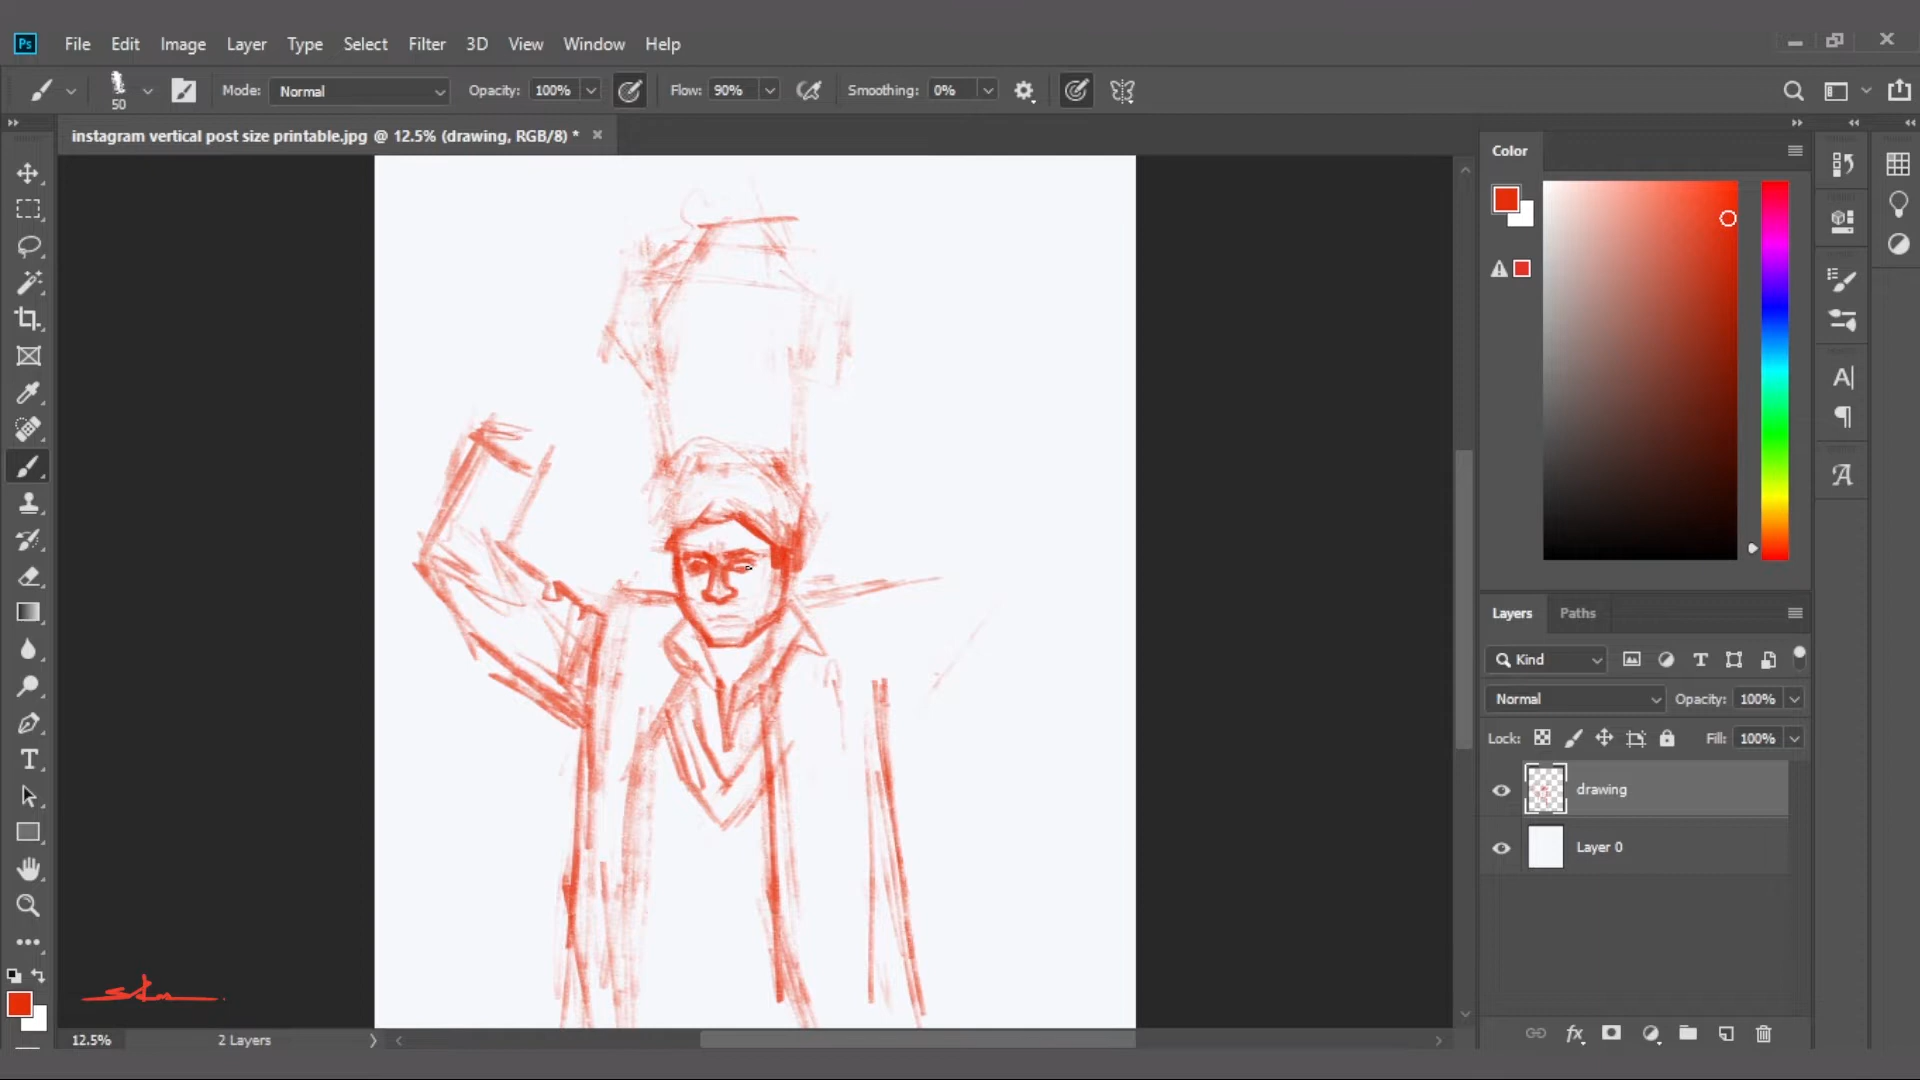 Ps File Edit Image Layer Type Select Filter 3D View Window Help
50 Mode: Normal Opacity: 100% Flow: 90% Smoothing: 0%
instagram vertical post size printable.jpg @ 12.5% (drawing, RGB/8) *
Color
Layers Paths
Kind
Normal Opacity: 100%
Lock: Fill: 100%
drawing
Layer 0
12.5% 2 Layers